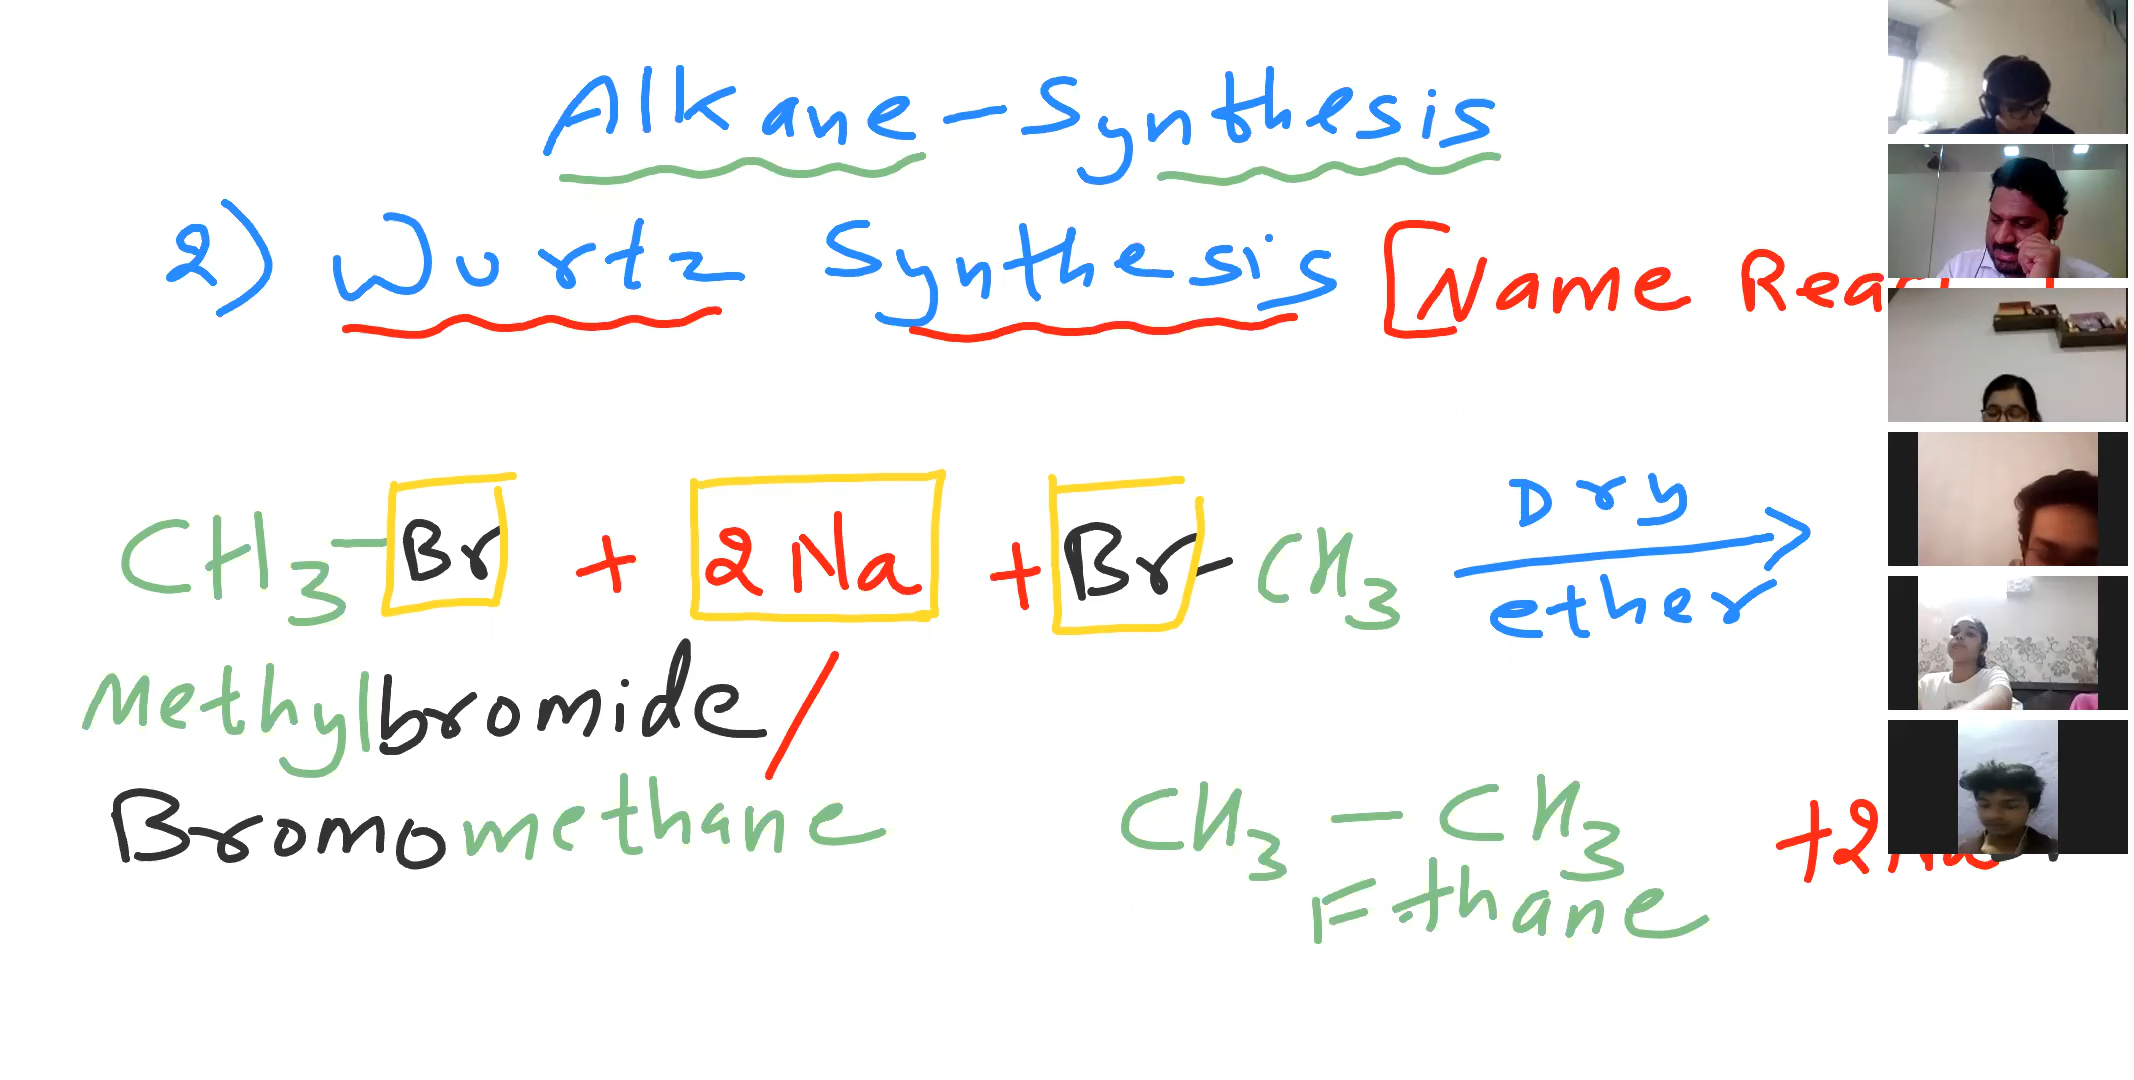 Alkane - Synthesis
2) Wurtz Synthesis [Name Rea
CH3-Br + 2 Na + Br-CH3 Dry ether
Methylbromide/
Bromomethane
CH3 - CH3 +2Na
Ethane